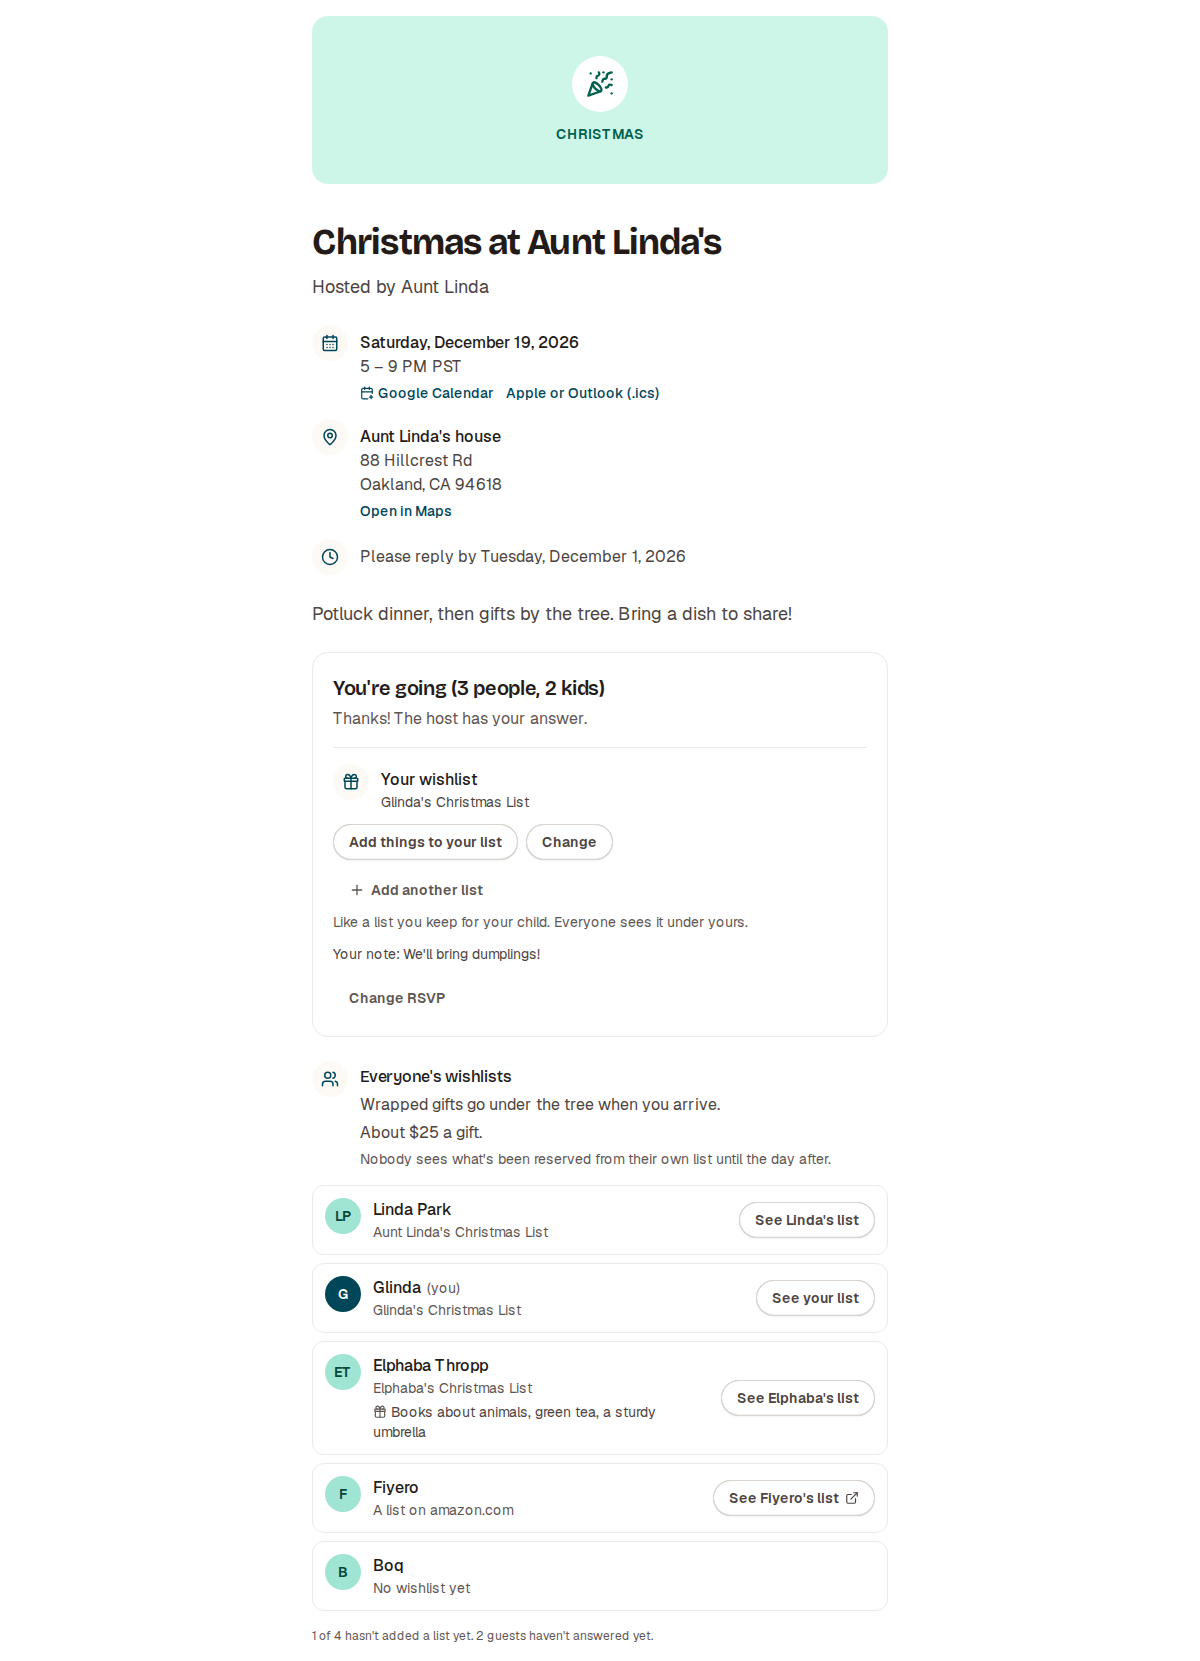 CHRISTMAS
Christmas at Aunt Linda's
Hosted by Aunt Linda
Saturday, December 19, 2026
5 – 9 PM PST
Google Calendar Apple or Outlook (.ics)
Aunt Linda's house
88 Hillcrest Rd
Oakland, CA 94618
Open in Maps
Please reply by Tuesday, December 1, 2026
Potluck dinner, then gifts by the tree. Bring a dish to share!
You're going (3 people, 2 kids)
Thanks! The host has your answer.
Your wishlist
Glinda's Christmas List
Add things to your list Change
Add another list
Like a list you keep for your child. Everyone sees it under yours.
Your note: We'll bring dumplings!
Change RSVP
Everyone's wishlists
Wrapped gifts go under the tree when you arrive.
About $25 a gift.
Nobody sees what's been reserved from their own list until the day after.
LP
Linda Park
Aunt Linda's Christmas List
See Linda's list
G
Glinda (you)
Glinda's Christmas List
See your list
ET
Elphaba Thropp
Elphaba's Christmas List
Books about animals, green tea, a sturdy
umbrella
See Elphaba's list
F
Fiyero
A list on amazon.com
See Fiyero's list
B
Boq
No wishlist yet
1 of 4 hasn't added a list yet. 2 guests haven't answered yet.